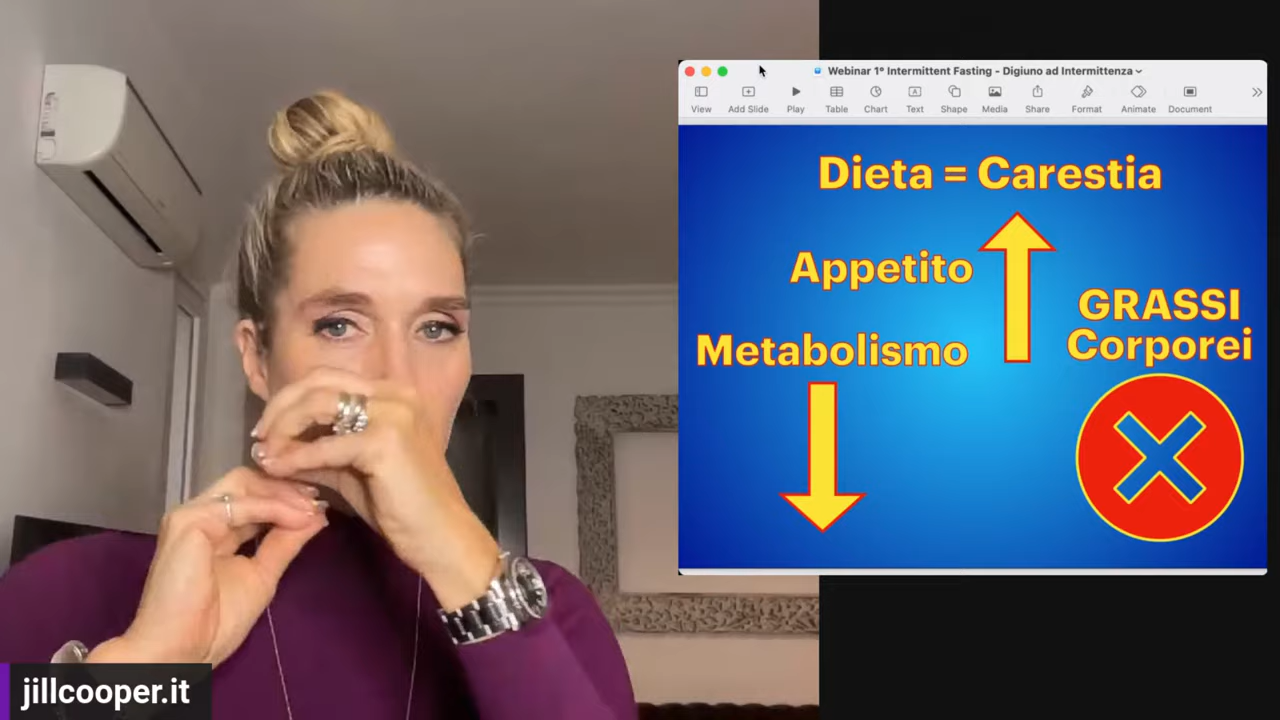 Webinar 1° Intermittent Fasting - Digiuno ad Intermittenza
View Add Slide Play Table Chart Text Shape Media Share Format Animate Document
Dieta = Carestia
Appetito
Metabolismo
GRASSI
Corporei
jillcooper.it